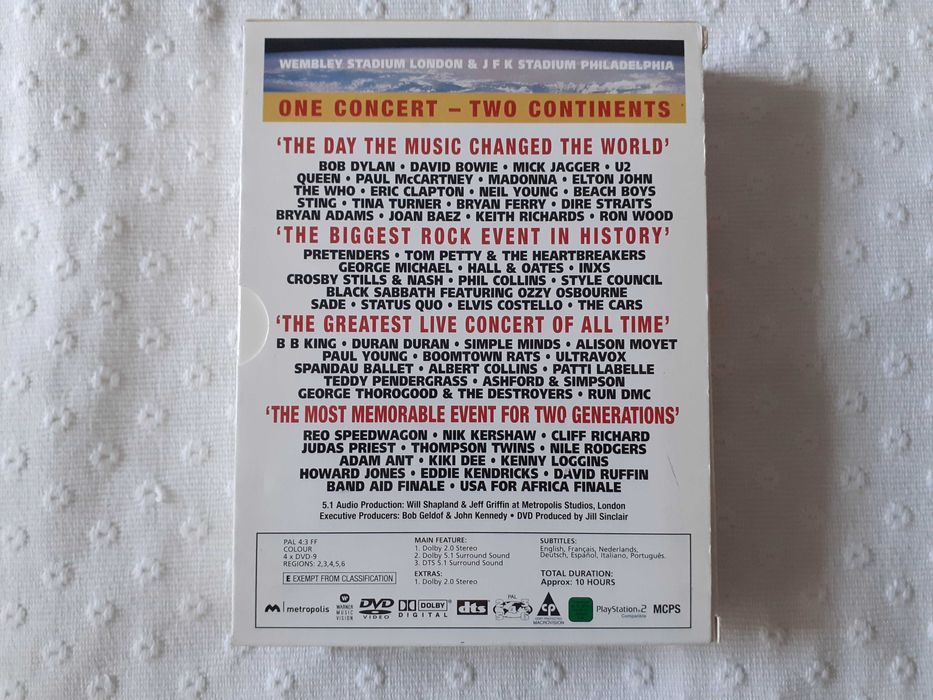 WEMBLEY STADIUM LONDON & J F K STADIUM PHILADELPHIA
ONE CONCERT – TWO CONTINENTS
‘THE DAY THE MUSIC CHANGED THE WORLD’
BOB DYLAN • DAVID BOWIE • MICK JAGGER • U2
QUEEN • PAUL McCARTNEY • MADONNA • ELTON JOHN
THE WHO • ERIC CLAPTON • NEIL YOUNG • BEACH BOYS
STING • TINA TURNER • BRYAN FERRY • DIRE STRAITS
BRYAN ADAMS • JOAN BAEZ • KEITH RICHARDS • RON WOOD
‘THE BIGGEST ROCK EVENT IN HISTORY’
PRETENDERS • TOM PETTY & THE HEARTBREAKERS
GEORGE MICHAEL • HALL & OATES • INXS
CROSBY STILLS & NASH • PHIL COLLINS • STYLE COUNCIL
BLACK SABBATH FEATURING OZZY OSBOURNE
SADE • STATUS QUO • ELVIS COSTELLO • THE CARS
‘THE GREATEST LIVE CONCERT OF ALL TIME’
B B KING • DURAN DURAN • SIMPLE MINDS • ALISON MOYET
PAUL YOUNG • BOOMTOWN RATS • ULTRAVOX
SPANDAU BALLET • ALBERT COLLINS • PATTI LABELLE
TEDDY PENDERGRASS • ASHFORD & SIMPSON
GEORGE THOROGOOD & THE DESTROYERS • RUN DMC
‘THE MOST MEMORABLE EVENT FOR TWO GENERATIONS’
REO SPEEDWAGON • NIK KERSHAW • CLIFF RICHARD
JUDAS PRIEST • THOMPSON TWINS • NILE RODGERS
ADAM ANT • KIKI DEE • KENNY LOGGINS
HOWARD JONES • EDDIE KENDRICKS • DAVID RUFFIN
BAND AID FINALE • USA FOR AFRICA FINALE
5.1 Audio Production: Will Shapland & Jeff Griffin at Metropolis Studios, London
Executive Producers: Bob Geldof & John Kennedy • DVD Produced by Jill Sinclair
PAL 4:3 FF
COLOUR
4 x DVD-9
REGIONS: 2,3,4,5,6
E EXEMPT FROM CLASSIFICATION
MAIN FEATURE:
1. Dolby 2.0 Stereo
2. Dolby 5.1 Surround Sound
3. DTS 5.1 Surround Sound
EXTRAS:
1. Dolby 2.0 Stereo
SUBTITLES:
English, Français, Nederlands,
Deutsch, Español, Italiano, Português.
TOTAL DURATION:
Approx: 10 HOURS
metropolis
WARNER
MUSIC
VISION
DVD
VIDEO
DOLBY
DIGITAL
dts
PAL
CP
COPY PROTECTED
MACROVISION
PlayStation 2
Compatible
MCPS